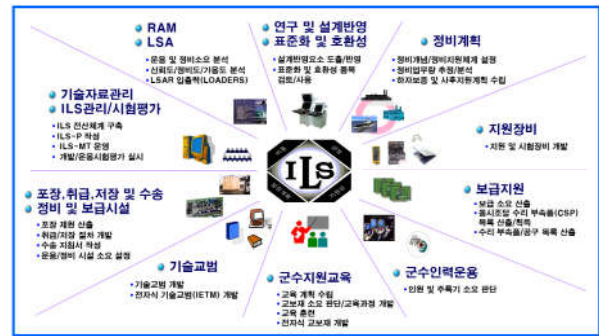 RAM
LSA
운용 및 정비소요 분석
신뢰도/정비도/가용도 분석
LSAR 입출력(LOADERS)
연구 및 설계반영
표준화 및 호환성
설계반영요소 도출/반영
표준화 및 호환성 품목
검토/사용
정비계획
정비개념/정비지원체계 설정
정비업무량 추정/분석
하자보증 및 사후지원계획 수립
기술자료관리
ILS관리/시험평가
ILS 전산체계 구축
ILS-P 작성
ILS-MT 운영
개발/운용시험평가 실시
지원장비
지원 및 시험장비 개발
ILS
포장,취급,저장 및 수송
정비 및 보급시설
포장 제원 산출
취급/저장 절차 개발
수송 지침서 작성
운용/정비 시설 소요 설정
보급지원
보급 소요 산출
동시조달 수리 부속품(CSP)
목록 산출/획득
수리 부속품/공구 목록 산출
기술교범
기술교범 개발
전자식 기술교범(IETM) 개발
군수지원교육
교육 계획 수립
교보재 소요 판단/교육과정 개발
교육 훈련
전자식 교보재 개발
군수인력운용
인원 및 주특기 소요 판단